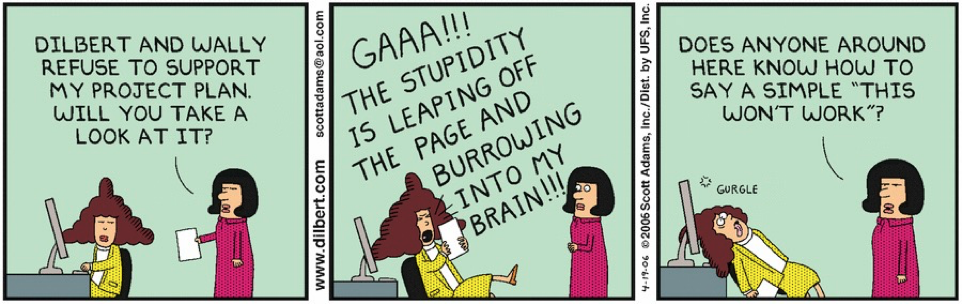 DILBERT AND WALLY
REFUSE TO SUPPORT
MY PROJECT PLAN.
WILL YOU TAKE A
LOOK AT IT?
www.dilbert.com scottadams@aol.com
GAAA!!!
THE STUPIDITY
IS LEAPING OFF
THE PAGE AND
BURROWING
INTO MY
BRAIN!!!
4-19-06 ©2006 Scott Adams, Inc./Dist. by UFS, Inc.
DOES ANYONE AROUND
HERE KNOW HOW TO
SAY A SIMPLE "THIS
WON'T WORK"?
GURGLE